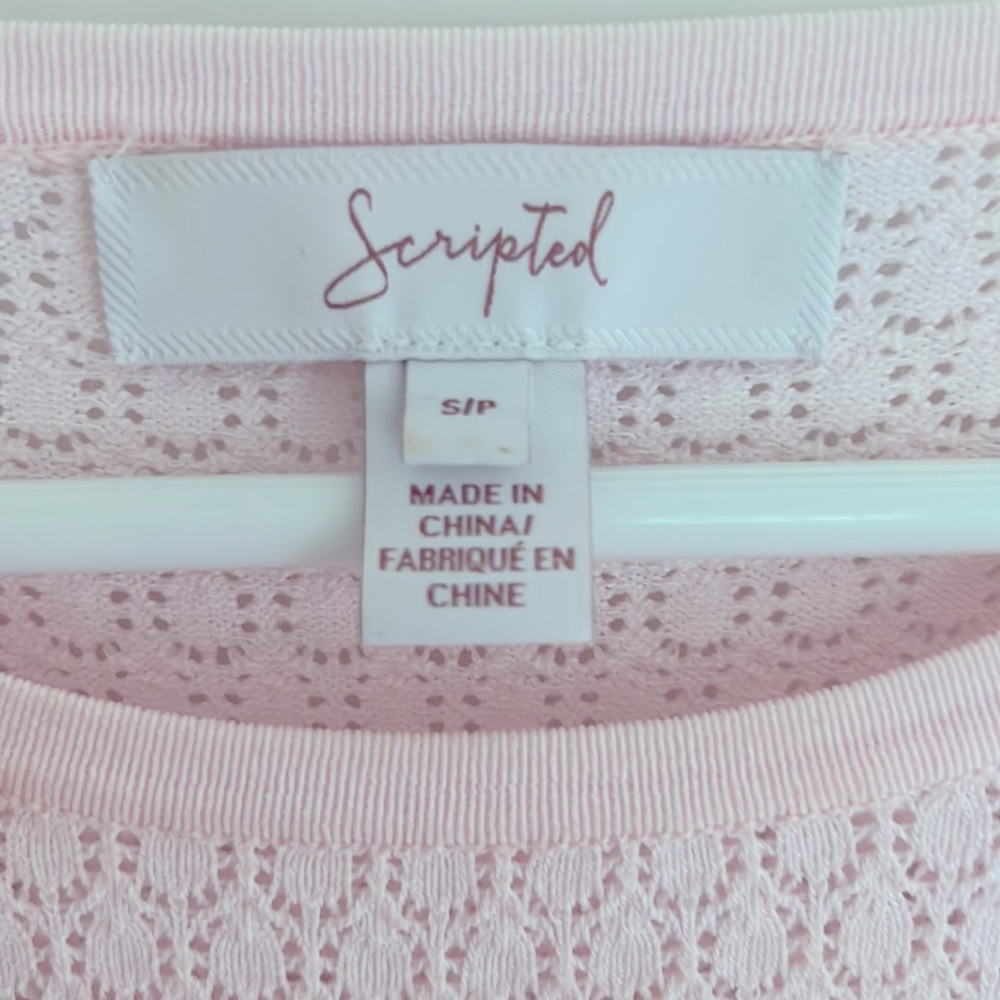 Scripted
S/P
MADE IN
CHINA/
FABRIQUÉ EN
CHINE